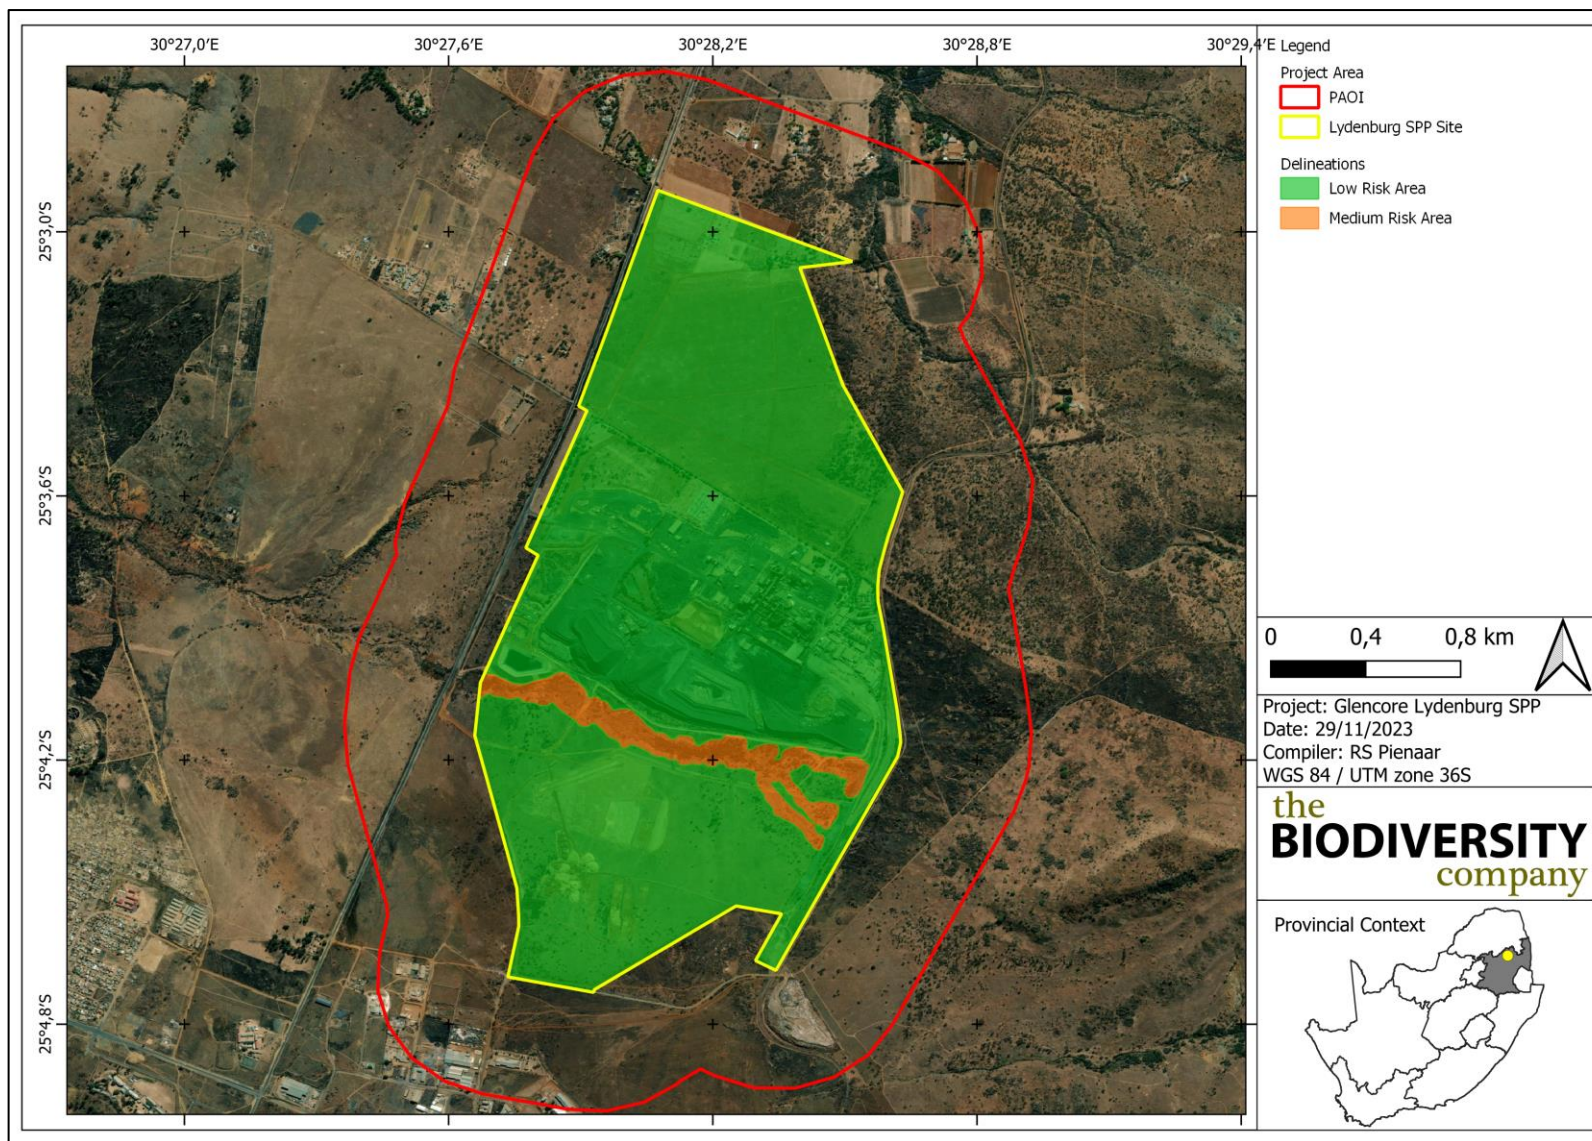 30°27,0'E
30°27,6'E
30°28,2'E
30°28,8'E
30°29,4'E
25°3,0'S
25°3,6'S
25°4,2'S
25°4,8'S
Legend
Project Area
PAOI
Lydenburg SPP Site
Delineations
Low Risk Area
Medium Risk Area
0 0,4 0,8 km
Project: Glencore Lydenburg SPP
Date: 29/11/2023
Compiler: RS Pienaar
WGS 84 / UTM zone 36S
the
BIODIVERSITY
company
Provincial Context